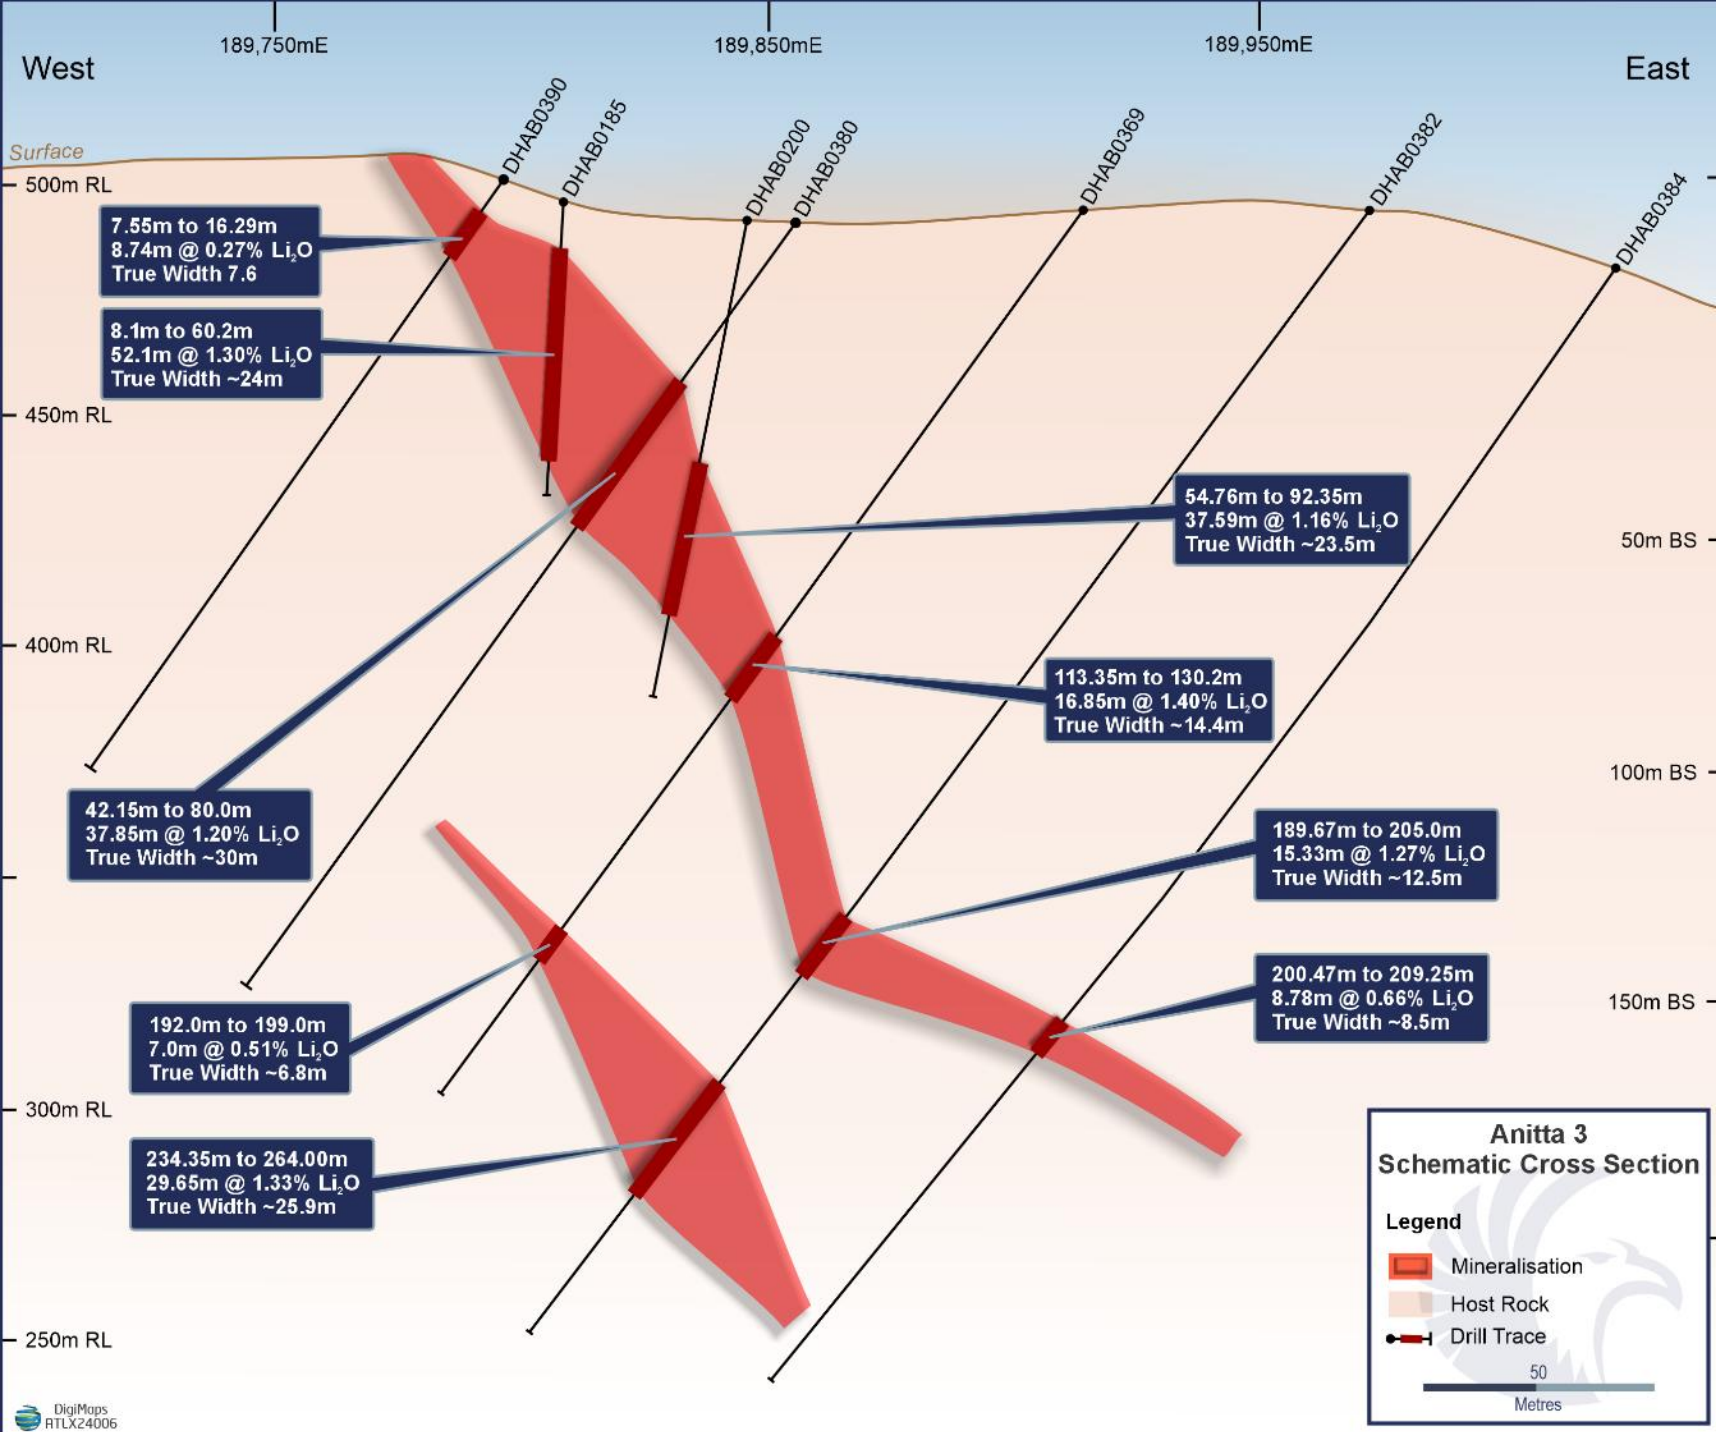 189,750mE
189,850mE
189,950mE
West
East
DHAB0390
DHAB0185
DHAB0200
DHAB0380
DHAB0369
DHAB0382
DHAB0384
Surface
500m RL
7.55m to 16.29m
8.74m @ 0.27% Li₂O
True Width 7.6
8.1m to 60.2m
52.1m @ 1.30% Li₂O
True Width ~24m
450m RL
54.76m to 92.35m
37.59m @ 1.16% Li₂O
True Width ~23.5m
50m BS
400m RL
113.35m to 130.2m
16.85m @ 1.40% Li₂O
True Width ~14.4m
100m BS
42.15m to 80.0m
37.85m @ 1.20% Li₂O
True Width ~30m
189.67m to 205.0m
15.33m @ 1.27% Li₂O
True Width ~12.5m
200.47m to 209.25m
8.78m @ 0.66% Li₂O
True Width ~8.5m
150m BS
192.0m to 199.0m
7.0m @ 0.51% Li₂O
True Width ~6.8m
300m RL
234.35m to 264.00m
29.65m @ 1.33% Li₂O
True Width ~25.9m
250m RL
Anitta 3
Schematic Cross Section
Legend
Mineralisation
Host Rock
Drill Trace
50
Metres
DigiMaps
ATLX24006